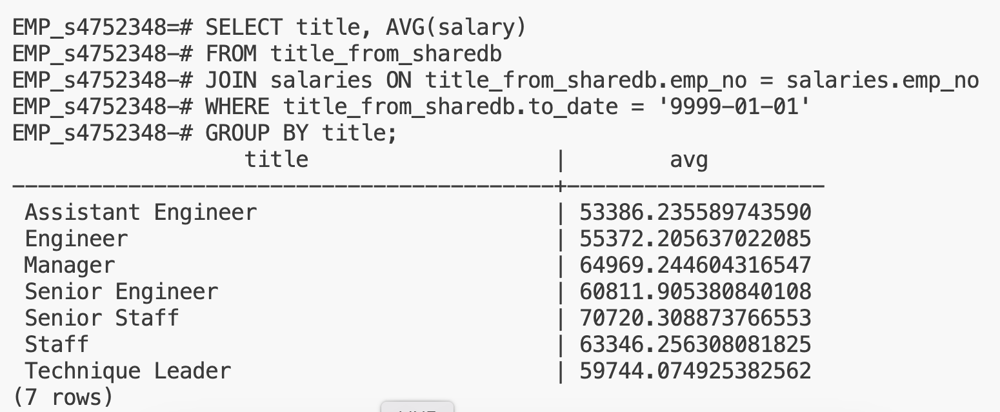 EMP_s4752348=# SELECT title, AVG(salary)
EMP_s4752348-# FROM title_from_sharedb
EMP_s4752348-# JOIN salaries ON title_from_sharedb.emp_no = salaries.emp_no
EMP_s4752348-# WHERE title_from_sharedb.to_date = '9999-01-01'
EMP_s4752348-# GROUP BY title;
title | avg
------------------------------------------+--------------------
Assistant Engineer | 53386.235589743590
Engineer | 55372.205637022085
Manager | 64969.244604316547
Senior Engineer | 60811.905380840108
Senior Staff | 70720.308873766553
Staff | 63346.256308081825
Technique Leader | 59744.074925382562
(7 rows)